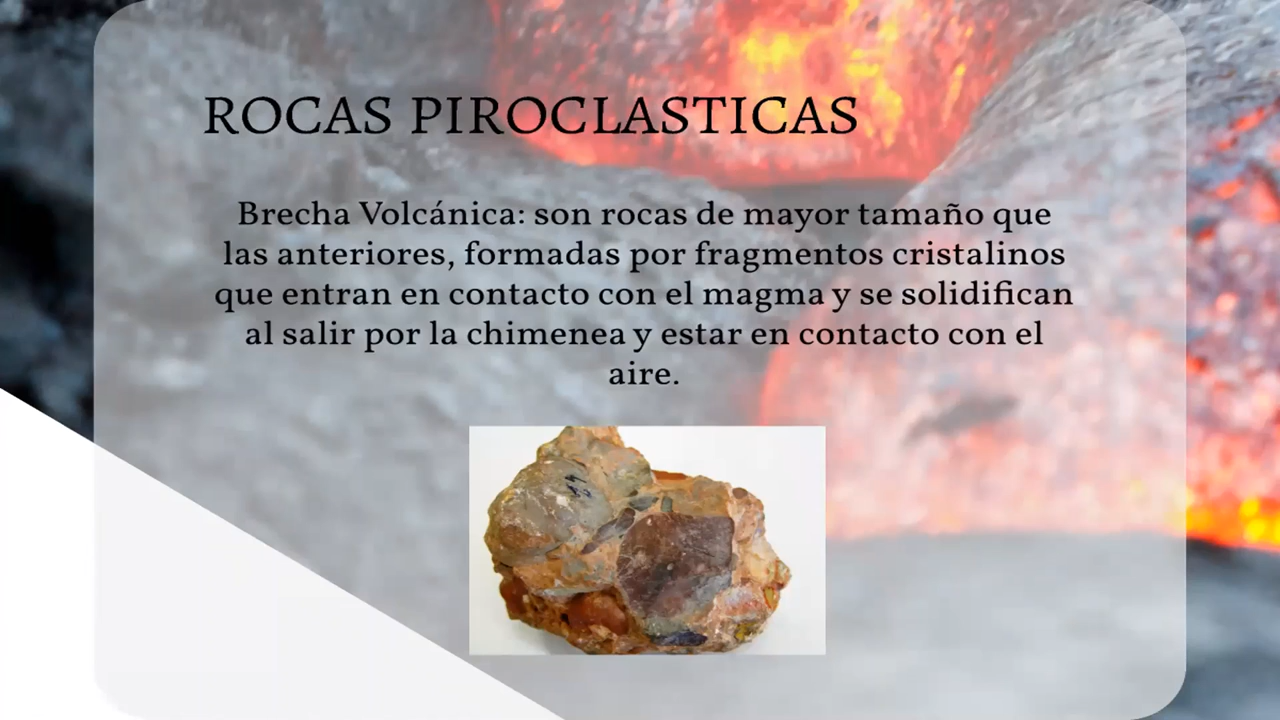 ROCAS PIROCLASTICAS
Brecha Volcánica: son rocas de mayor tamaño que
las anteriores, formadas por fragmentos cristalinos
que entran en contacto con el magma y se solidifican
al salir por la chimenea y estar en contacto con el
aire.